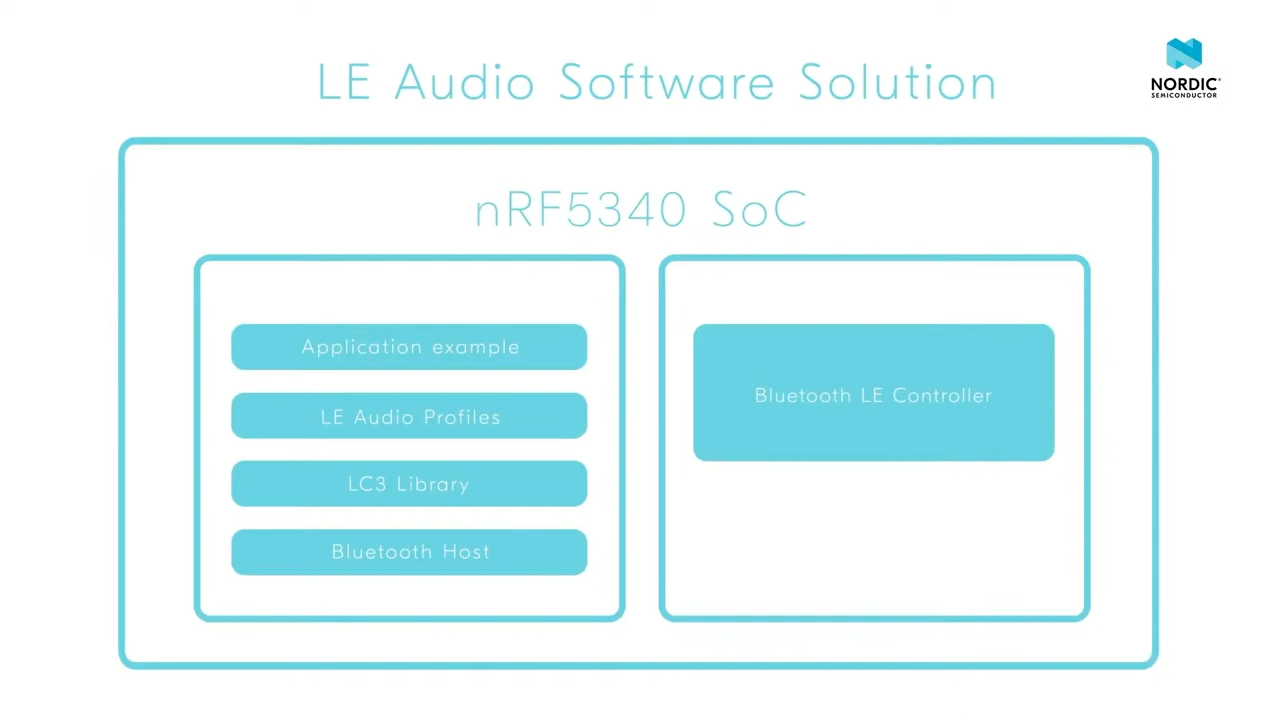 LE Audio Software Solution
NORDIC®
SEMICONDUCTOR
nRF5340 SoC
Application example
LE Audio Profiles
LC3 Library
Bluetooth Host
Bluetooth LE Controller